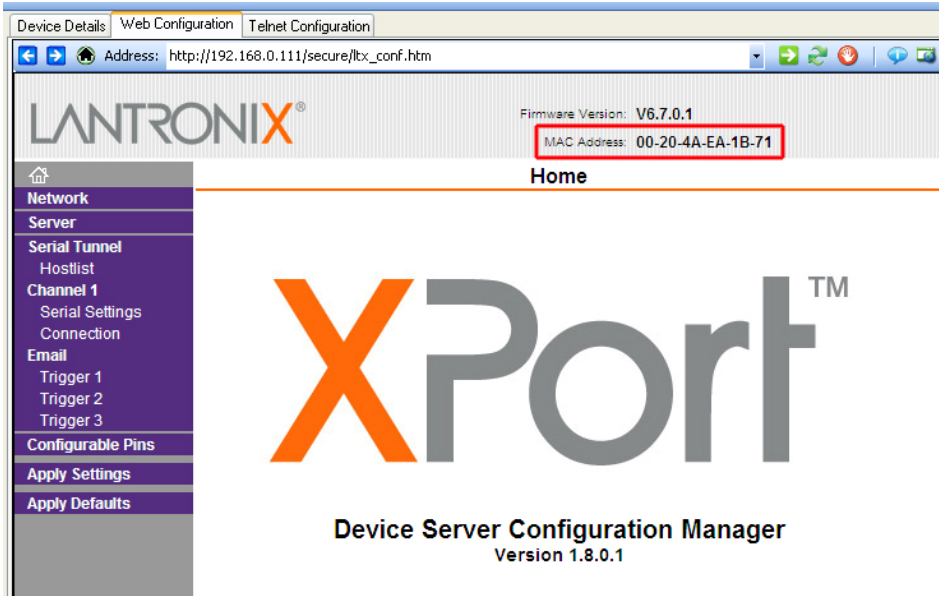 Device Details Web Configuration Telnet Configuration
Address: http://192.168.0.111/secure/ltx_conf.htm
LANTRONIX®
Firmware Version: V6.7.0.1
MAC Address: 00-20-4A-EA-1B-71
Home
Network
Server
Serial Tunnel
Hostlist
Channel 1
Serial Settings
Connection
Email
Trigger 1
Trigger 2
Trigger 3
Configurable Pins
Apply Settings
Apply Defaults
XPort™
Device Server Configuration Manager
Version 1.8.0.1